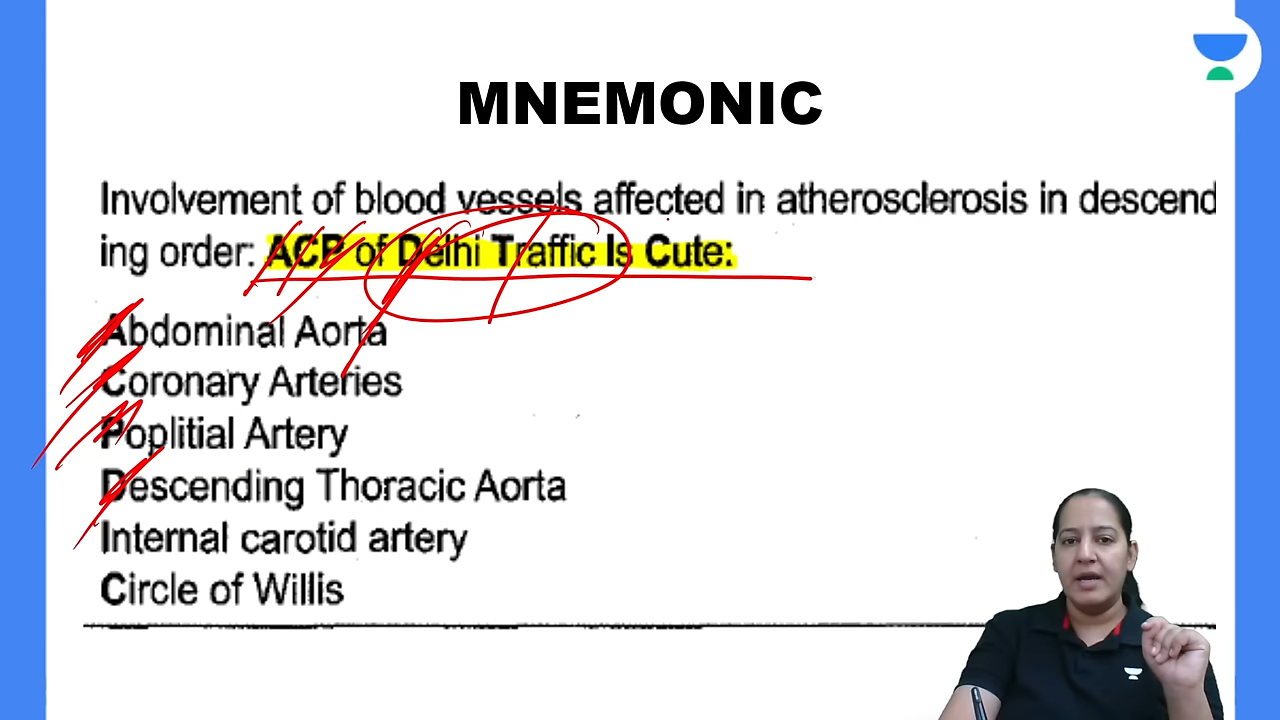 MNEMONIC
Involvement of blood vessels affected in atherosclerosis in descend
ing order: ACP of Delhi Traffic Is Cute:
Abdominal Aorta
Coronary Arteries
Poplitial Artery
Descending Thoracic Aorta
Internal carotid artery
Circle of Willis